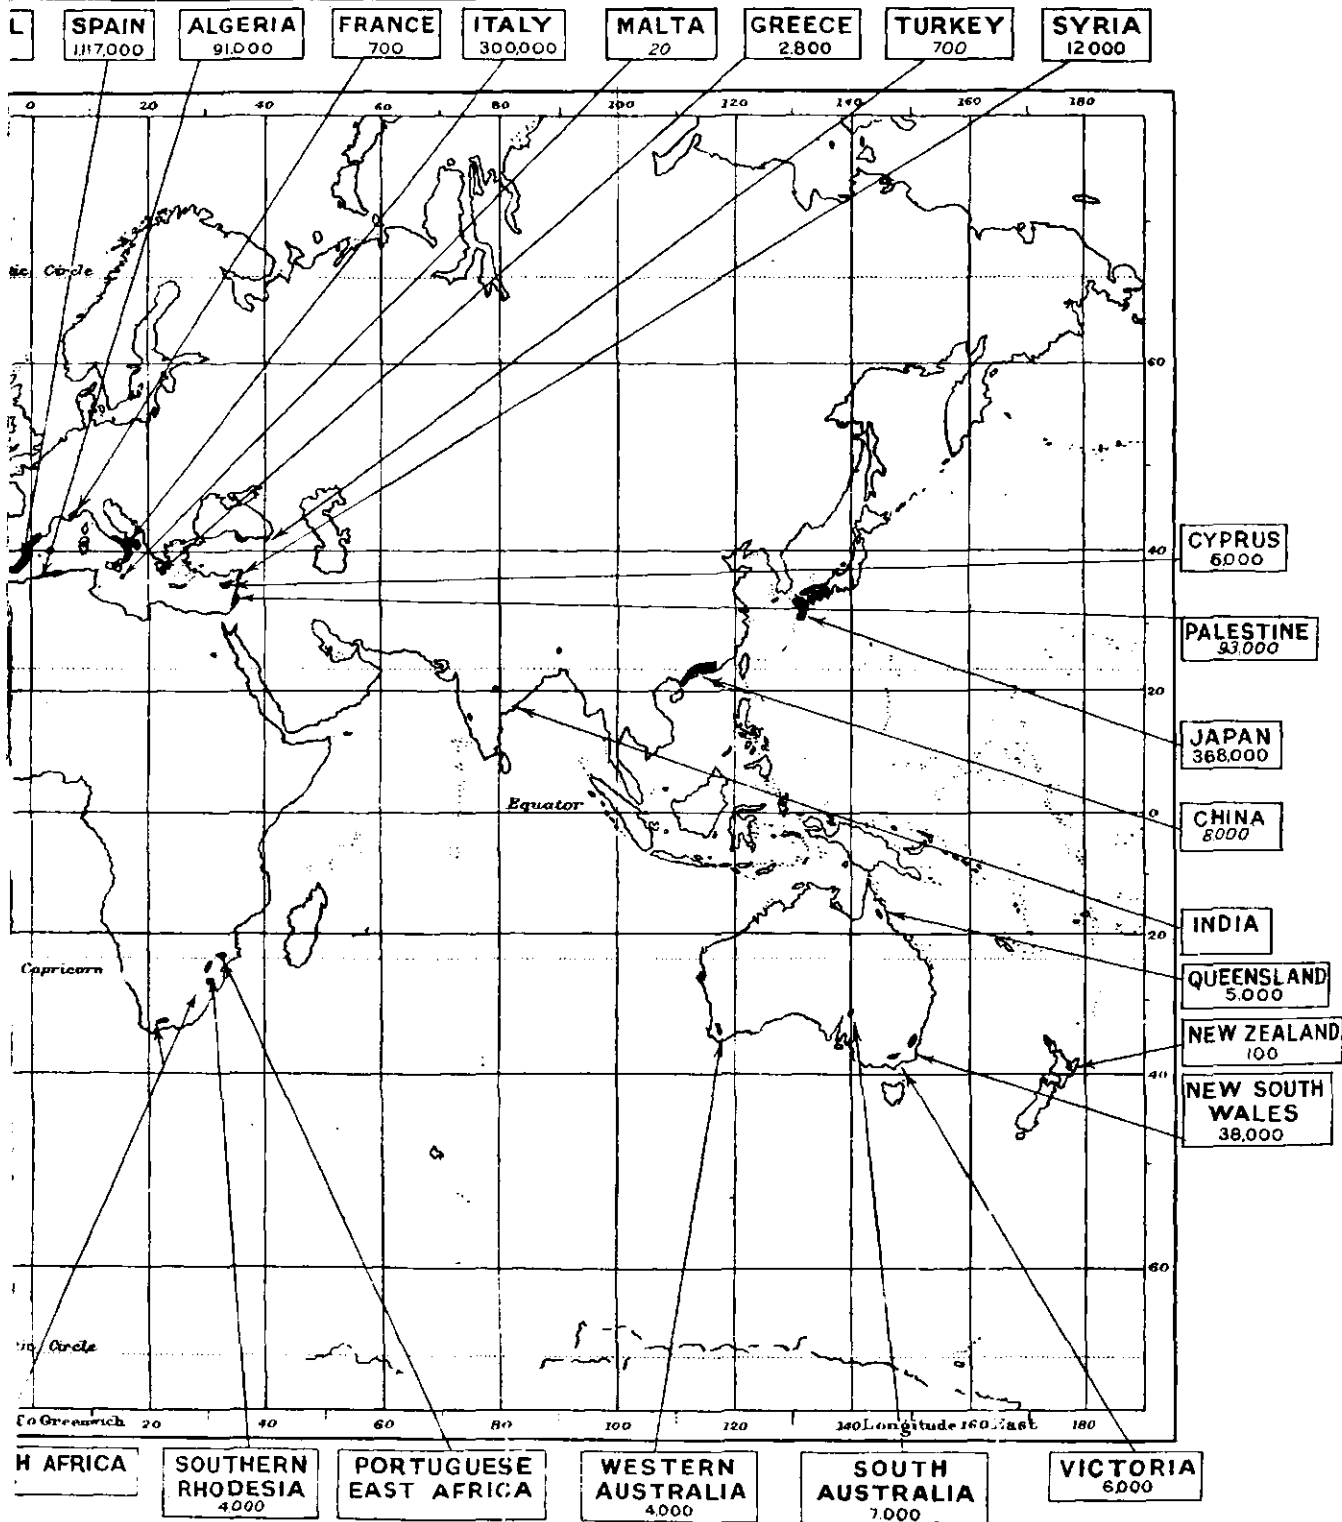 L
SPAIN
1,117,000
ALGERIA
91,000
FRANCE
700
ITALY
300,000
MALTA
20
GREECE
2,800
TURKEY
700
SYRIA
12,000
0 20 40 60 80 100 120 140 160 180
ic Circle
60
40
CYPRUS
6,000
PALESTINE
93,000
20
JAPAN
368,000
Equator
0
CHINA
8,000
INDIA
20
Capricorn
QUEENSLAND
5,000
NEW ZEALAND
100
40
NEW SOUTH
WALES
38,000
60
ic Circle
to Greenwich 20 40 60 80 100 120 140 Longitude 160 East 180
H AFRICA
SOUTHERN
RHODESIA
4,000
PORTUGUESE
EAST AFRICA
WESTERN
AUSTRALIA
4,000
SOUTH
AUSTRALIA
7,000
VICTORIA
6,000